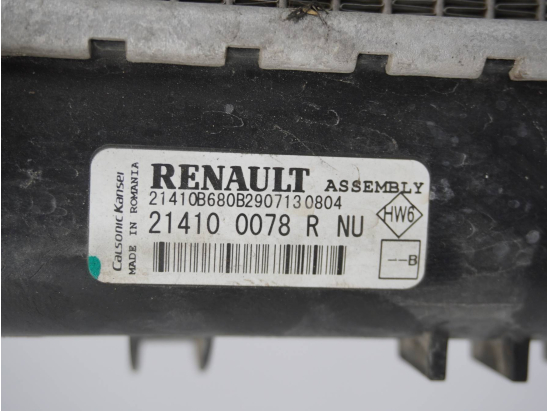 RENAULT ASSEMBLY
21410B680B2907130804
21410 0078 R NU
HW6
--B
Calsonic Kansei
MADE IN ROMANIA